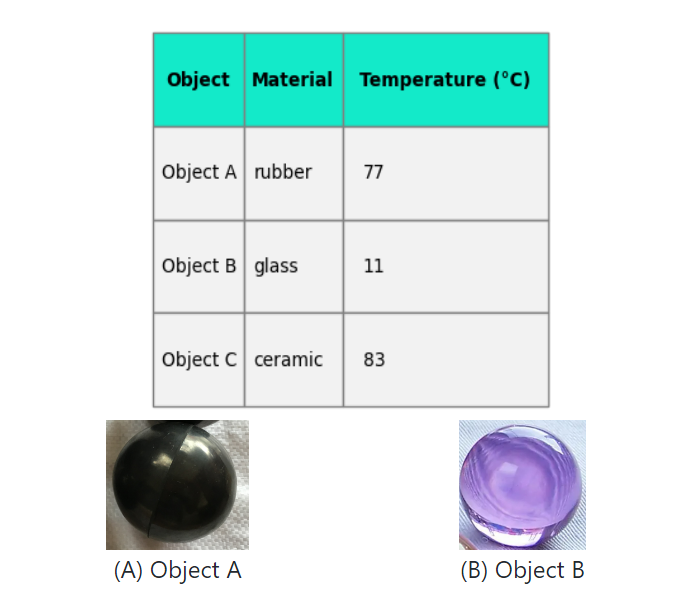 Object Material Temperature (°C)
Object A rubber 77
Object B glass 11
Object C ceramic 83
(A) Object A (B) Object B